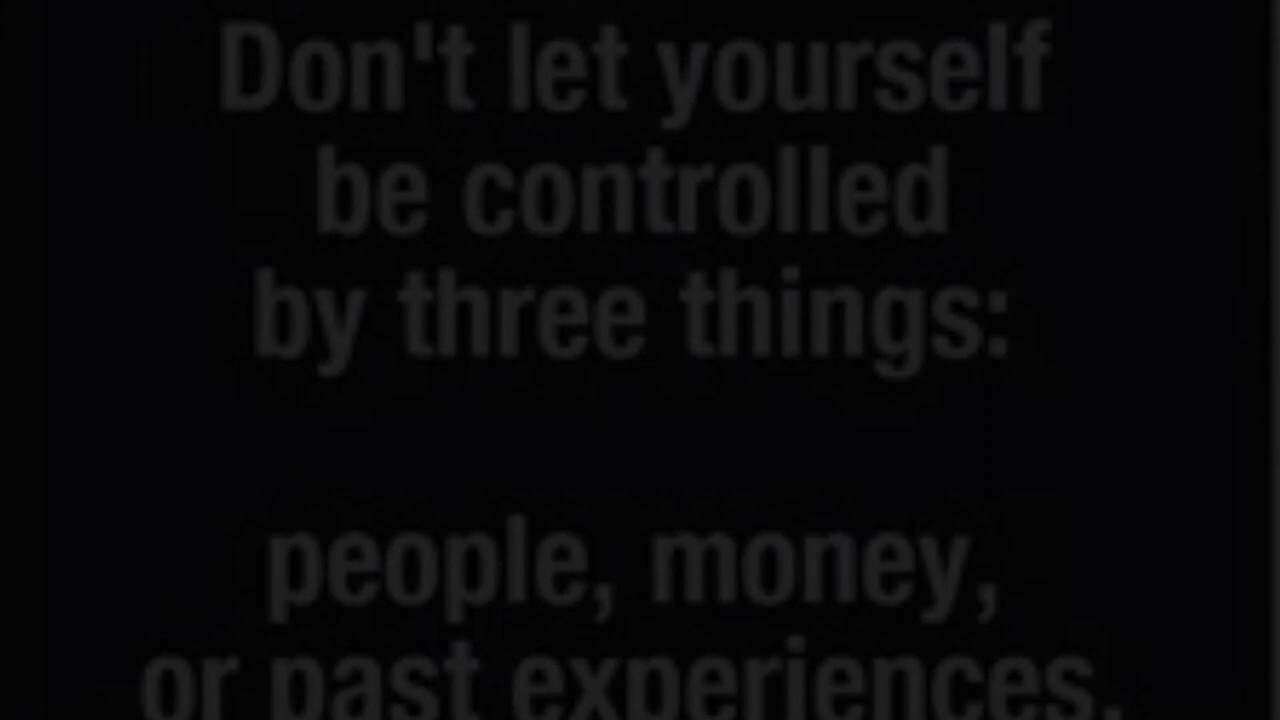 Don't let yourself
be controlled
by three things:
people, money,
or past experiences.